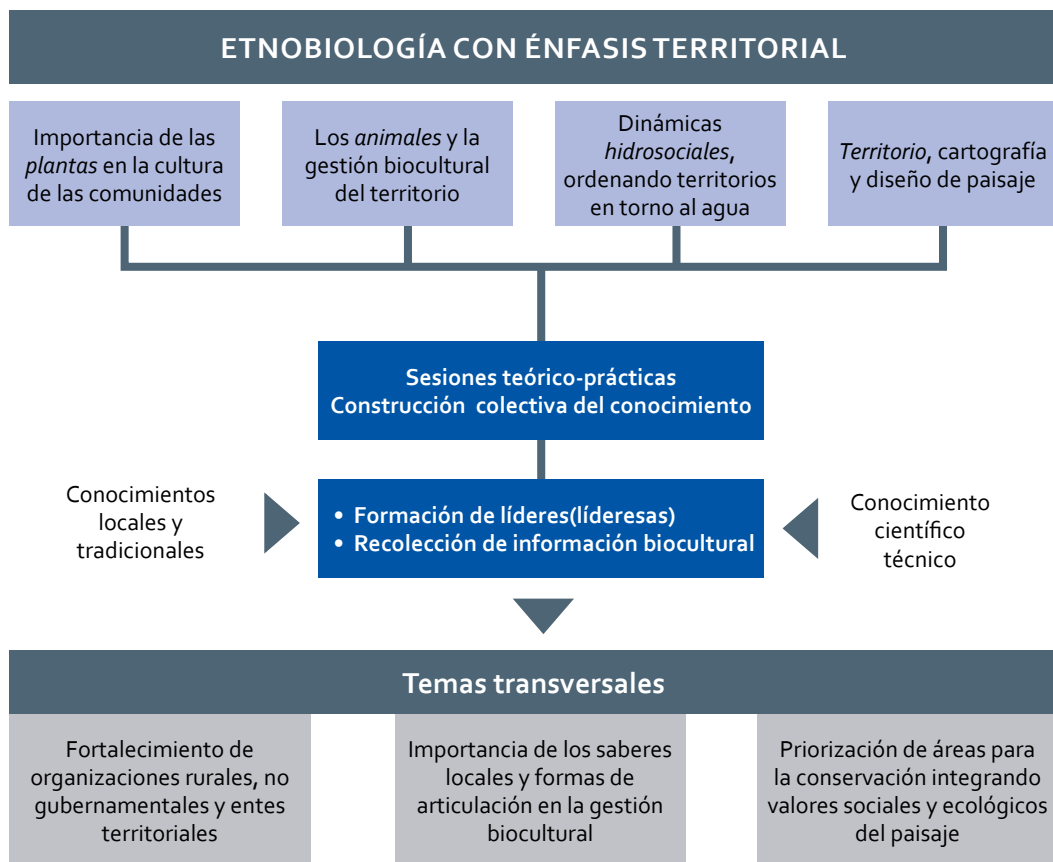 ETNOBIOLOGÍA CON ÉNFASIS TERRITORIAL
Importancia de las
plantas en la cultura
de las comunidades
Los animales y la
gestión biocultural
del territorio
Dinámicas
hidrosociales,
ordenando territorios
en torno al agua
Territorio, cartografía
y diseño de paisaje
Sesiones teórico-prácticas
Construcción colectiva del conocimiento
Conocimientos
locales y
tradicionales
• Formación de líderes(líderesas)
• Recolección de información biocultural
Conocimiento
científico
técnico
Temas transversales
Fortalecimiento de
organizaciones rurales, no
gubernamentales y entes
territoriales
Importancia de los saberes
locales y formas de
articulación en la gestión
biocultural
Priorización de áreas para
la conservación integrando
valores sociales y ecológicos
del paisaje